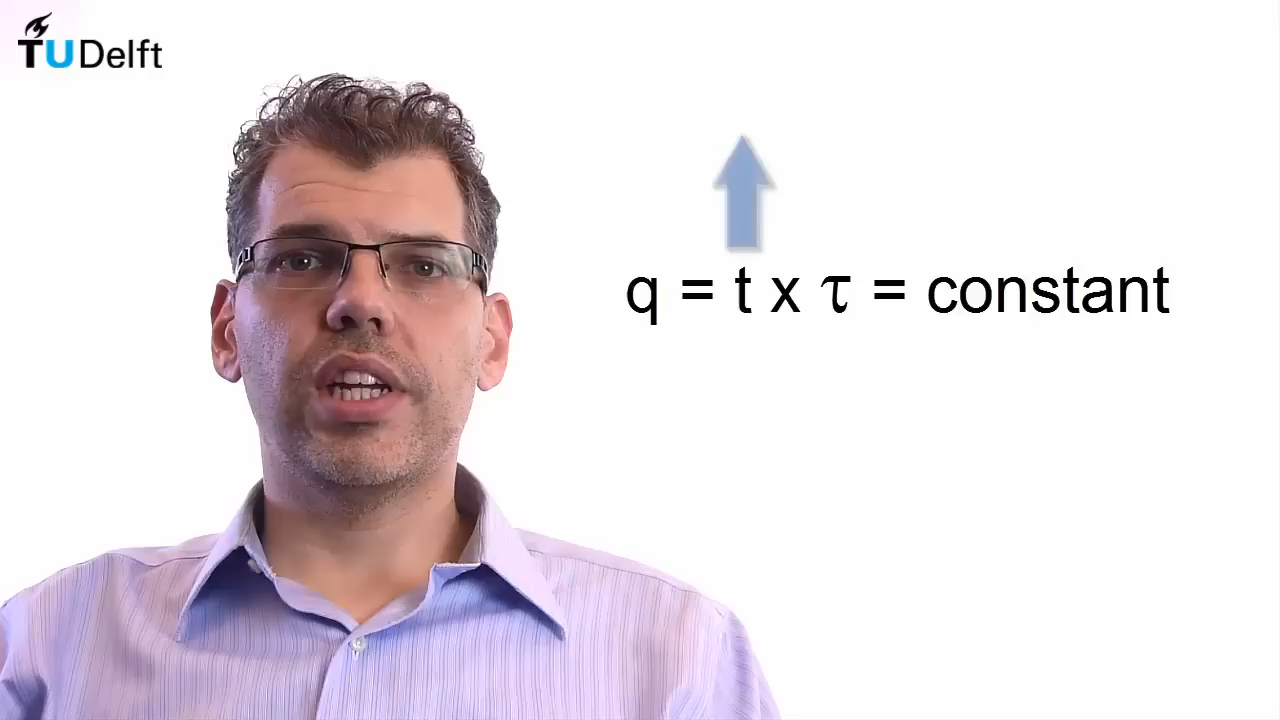 TUDelft
q = t x τ = constant